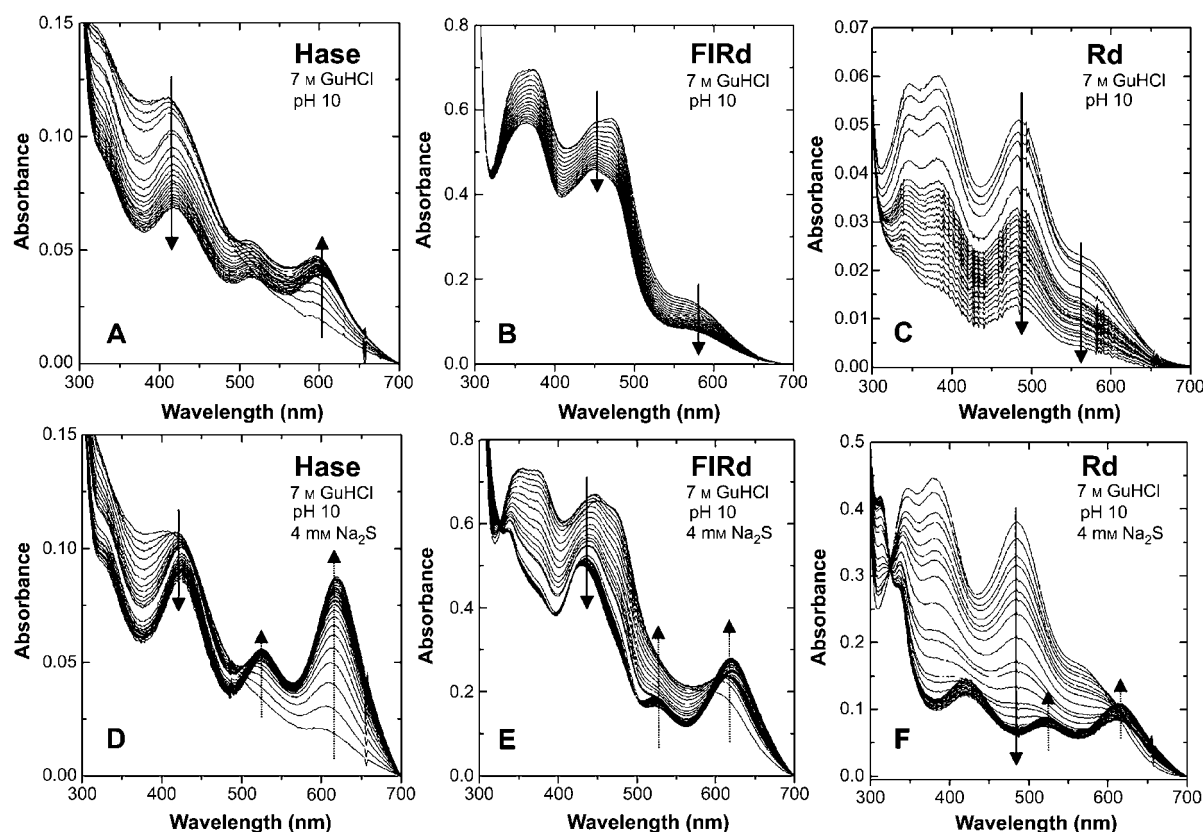 Absorbance
0.15
0.10
0.05
0.00
Hase
7 M GuHCl
pH 10
A
300 400 500 600 700
Wavelength (nm)
Absorbance
0.8
0.6
0.4
0.2
0.0
FlRd
7 M GuHCl
pH 10
B
300 400 500 600 700
Wavelength (nm)
Absorbance
0.07
0.06
0.05
0.04
0.03
0.02
0.01
0.00
Rd
7 M GuHCl
pH 10
C
300 400 500 600 700
Wavelength (nm)
Absorbance
0.15
0.10
0.05
0.00
Hase
7 M GuHCl
pH 10
4 mM Na2S
D
300 400 500 600 700
Wavelength (nm)
Absorbance
0.8
0.6
0.4
0.2
0.0
FlRd
7 M GuHCl
pH 10
4 mM Na2S
E
300 400 500 600 700
Wavelength (nm)
Absorbance
0.5
0.4
0.3
0.2
0.1
0.0
Rd
7 M GuHCl
pH 10
4 mM Na2S
F
300 400 500 600 700
Wavelength (nm)